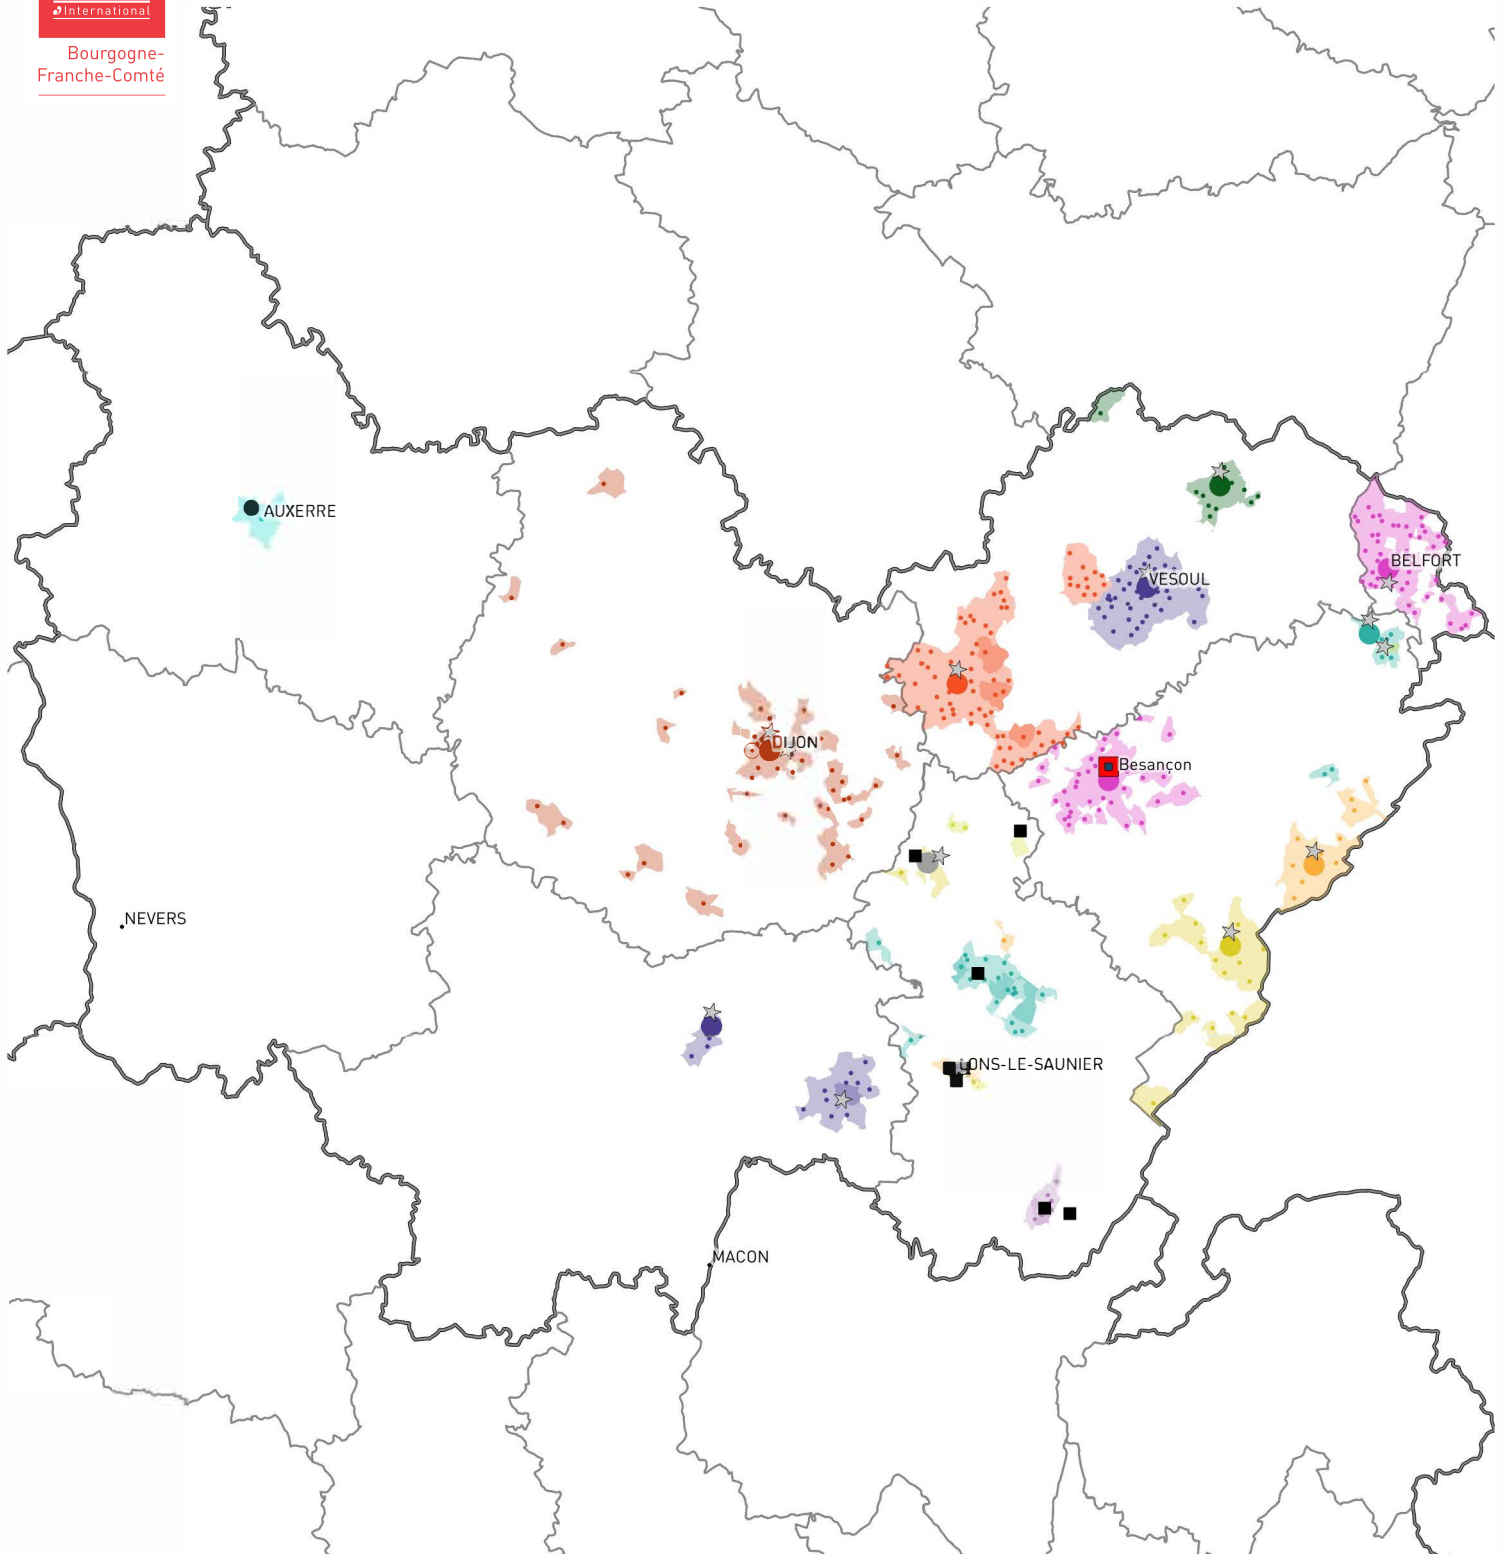 International
Bourgogne-
Franche-Comté
AUXERRE
BELFORT
VESOUL
DIJON
Besançon
NEVERS
LONS-LE-SAUNIER
MACON